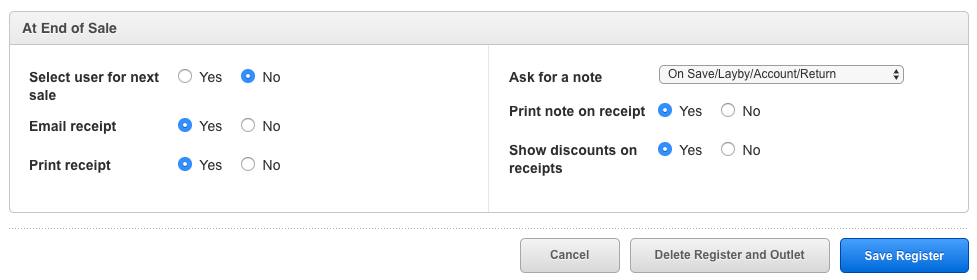 At End of Sale
Select user for next
sale
Yes No
Email receipt Yes No
Print receipt Yes No
Ask for a note On Save/Layby/Account/Return
Print note on receipt Yes No
Show discounts on
receipts
Yes No
Cancel Delete Register and Outlet Save Register